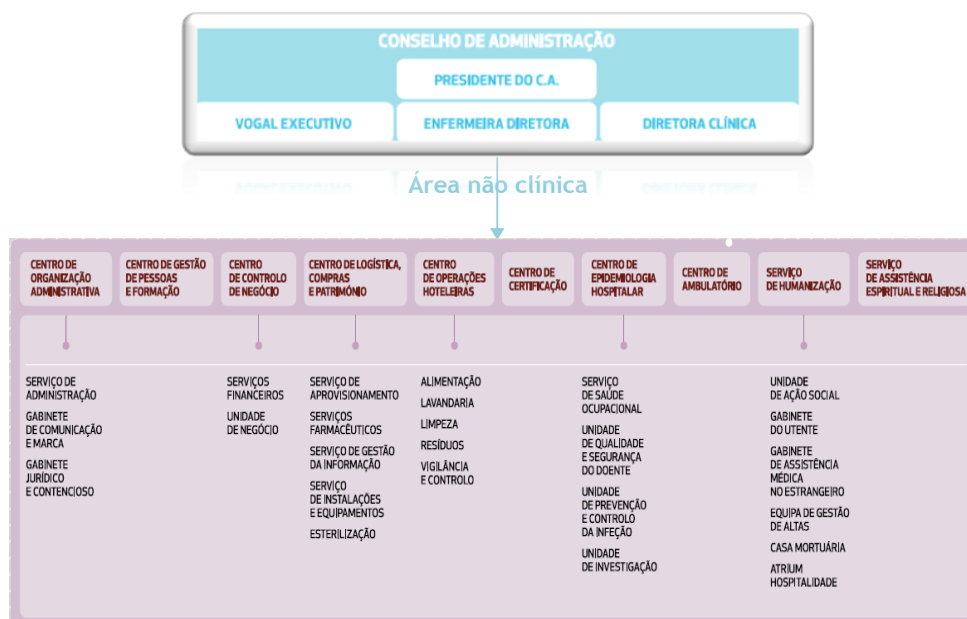 CONSELHO DE ADMINISTRAÇÃO
PRESIDENTE DO C.A.
VOGAL EXECUTIVO
ENFERMEIRA DIRETORA
DIRETORA CLÍNICA
Área não clínica
CENTRO DE
ORGANIZAÇÃO
ADMINISTRATIVA
CENTRO DE GESTÃO
DE PESSOAS
E FORMAÇÃO
CENTRO
DE CONTROLO
DE NEGÓCIO
CENTRO DE LOGÍSTICA,
COMPRAS
E PATRIMÓNIO
CENTRO
DE OPERAÇÕES
HOTELEIRAS
CENTRO DE
CERTIFICAÇÃO
CENTRO DE
EPIDEMIOLOGIA
HOSPITALAR
CENTRO DE
AMBULATÓRIO
SERVIÇO
DE HUMANIZAÇÃO
SERVIÇO
DE ASSISTÊNCIA
ESPIRITUAL E RELIGIOSA
SERVIÇO DE
ADMINISTRAÇÃO
GABINETE
DE COMUNICAÇÃO
E MARCA
GABINETE
JURÍDICO
E CONTENCIOSO
SERVIÇOS
FINANCEIROS
UNIDADE
DE NEGÓCIO
SERVIÇO DE
APROVISIONAMENTO
SERVIÇOS
FARMACÊUTICOS
SERVIÇO DE GESTÃO
DA INFORMAÇÃO
SERVIÇO
DE INSTALAÇÕES
E EQUIPAMENTOS
ESTERILIZAÇÃO
ALIMENTAÇÃO
LAVANDARIA
LIMPEZA
RESÍDUOS
VIGILÂNCIA
E CONTROLO
SERVIÇO
DE SAÚDE
OCUPACIONAL
UNIDADE
DE QUALIDADE
E SEGURANÇA
DO DOENTE
UNIDADE
DE PREVENÇÃO
E CONTROLO
DA INFEÇÃO
UNIDADE
DE INVESTIGAÇÃO
UNIDADE
DE AÇÃO SOCIAL
GABINETE
DO UTENTE
GABINETE
DE ASSISTÊNCIA
MÉDICA
NO ESTRANGEIRO
EQUIPA DE GESTÃO
DE ALTAS
CASA MORTUÁRIA
ATRIUM
HOSPITALIDADE